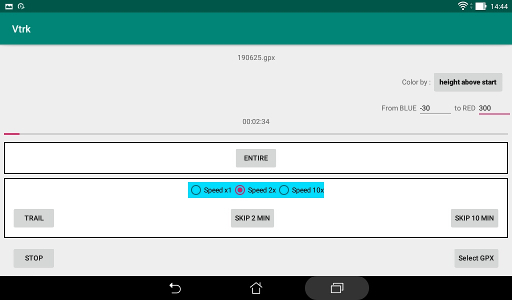 14:44
Vtrk
190625.gpx
Color by : height above start
From BLUE -30 to RED 300
00:02:34
ENTIRE
Speed x1 Speed 2x Speed 10x
TRAIL SKIP 2 MIN SKIP 10 MIN
STOP Select GPX